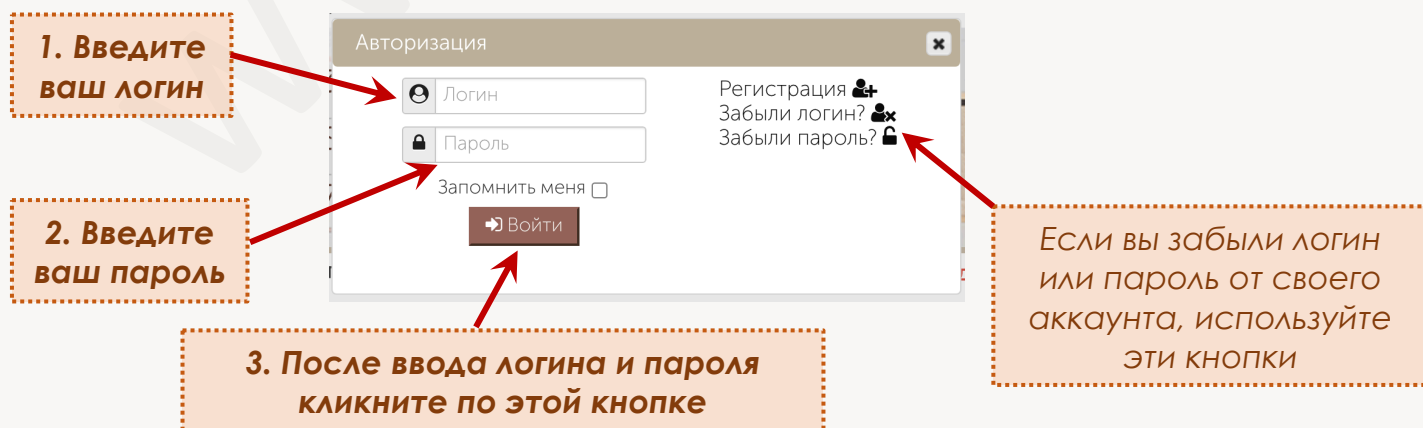 1. Введите
ваш логин
Авторизация
Логин
Регистрация
Забыли логин?
Забыли пароль?
Пароль
Запомнить меня
Войти
2. Введите
ваш пароль
Если вы забыли логин
или пароль от своего
аккаунта, используйте
эти кнопки
3. После ввода логина и пароля
кликните по этой кнопке